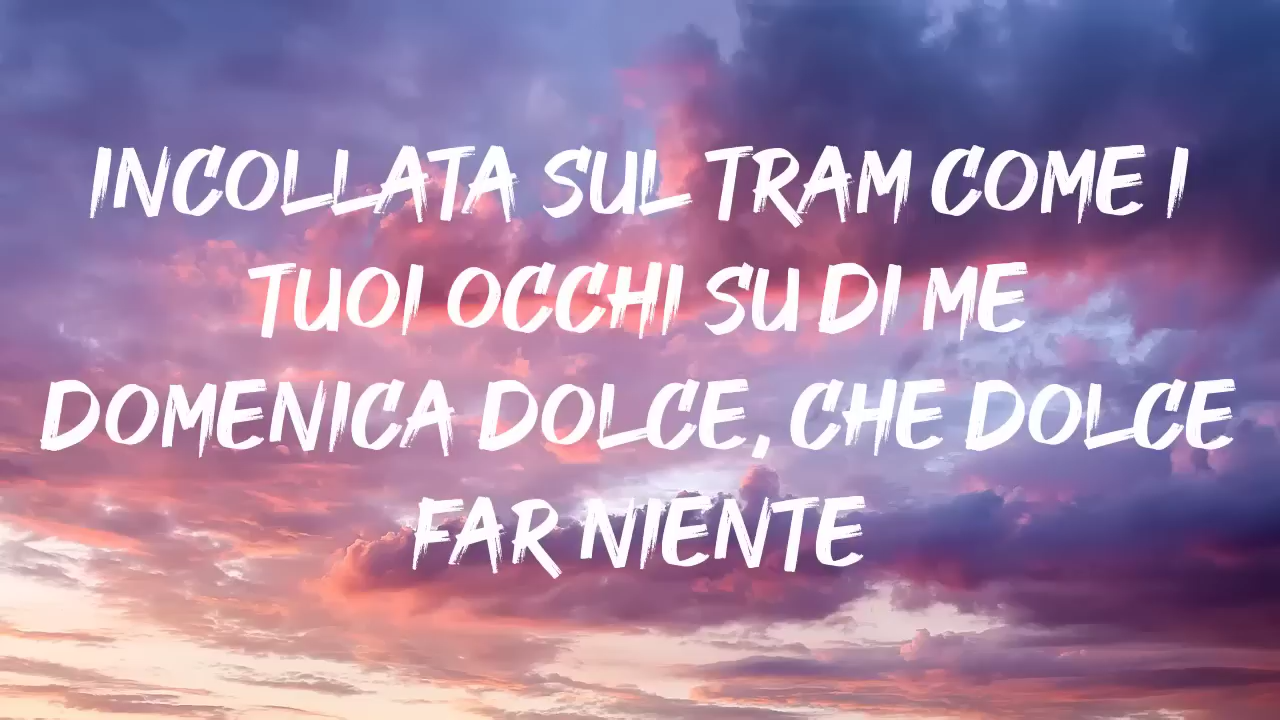 INCOLLATA SUL TRAM COME I
TUOI OCCHI SU DI ME
DOMENICA DOLCE, CHE DOLCE
FAR NIENTE